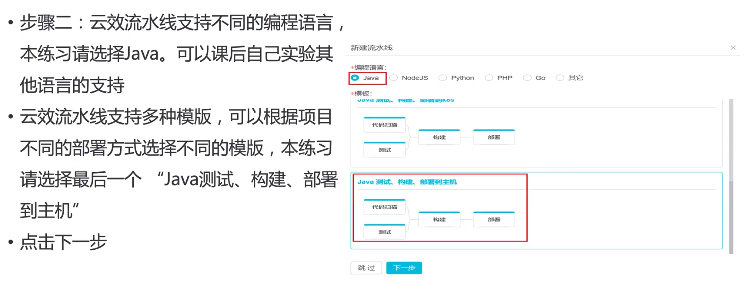 • 步骤二：云效流水线支持不同的编程语言，
本练习请选择Java。可以课后自己实验其
他语言的支持
• 云效流水线支持多种模版，可以根据项目
不同的部署方式选择不同的模版，本练习
请选择最后一个 “Java测试、构建、部署
到主机”
• 点击下一步
新建流水线
*编程语言:
Java NodeJS Python PHP Go 其它
*模板:
Java 测试、构建、部署到K8S
代码扫描
构建 部署
测试
Java 测试、构建、部署到主机
代码扫描
构建 部署
测试
跳过 下一步